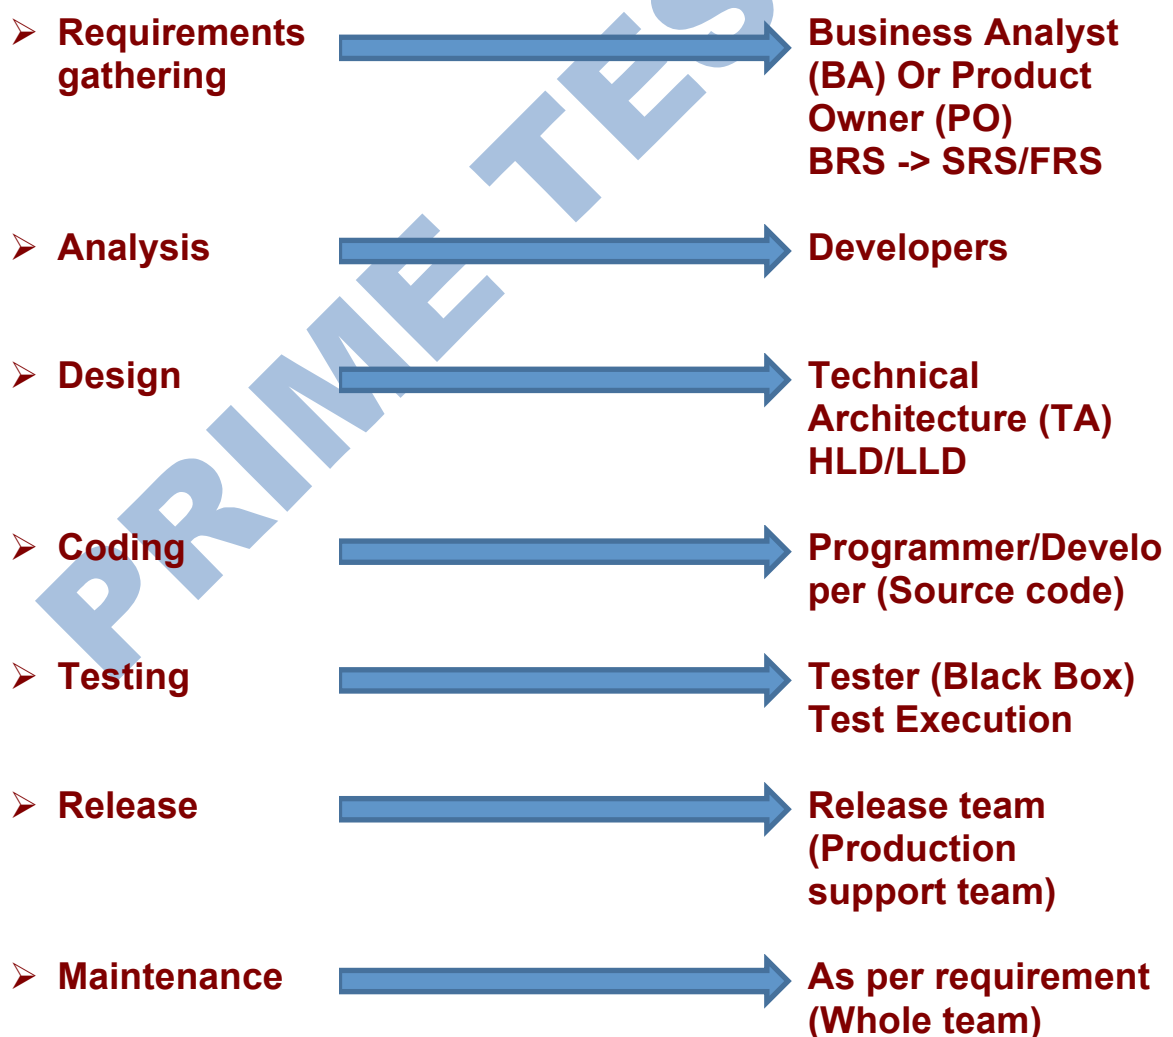 ➢ Requirements gathering
Business Analyst
(BA) Or Product
Owner (PO)
BRS -> SRS/FRS
➢ Analysis
Developers
➢ Design
Technical
Architecture (TA)
HLD/LLD
➢ Coding
Programmer/Develo
per (Source code)
➢ Testing
Tester (Black Box)
Test Execution
➢ Release
Release team
(Production
support team)
➢ Maintenance
As per requirement
(Whole team)
PRIME TES